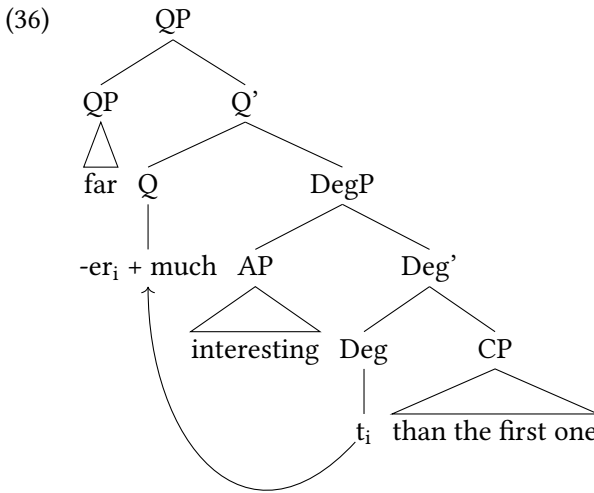 (36) QP
QP Q’
far Q DegP
-erᵢ + much AP Deg’
interesting Deg CP
tᵢ than the first one